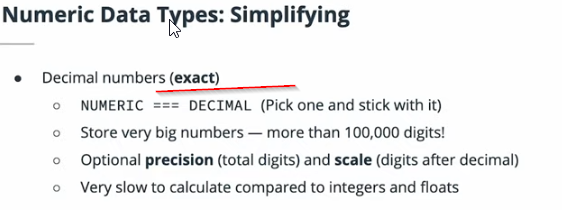 Numeric Data Types: Simplifying
● Decimal numbers (exact)
○ NUMERIC === DECIMAL (Pick one and stick with it)
○ Store very big numbers — more than 100,000 digits!
○ Optional precision (total digits) and scale (digits after decimal)
○ Very slow to calculate compared to integers and floats